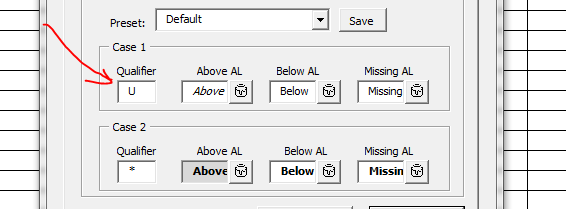 Preset: Default Save
Case 1
Qualifier Above AL Below AL Missing AL
U Above Below Missing
Case 2
Qualifier Above AL Below AL Missing AL
* Above Below Missin